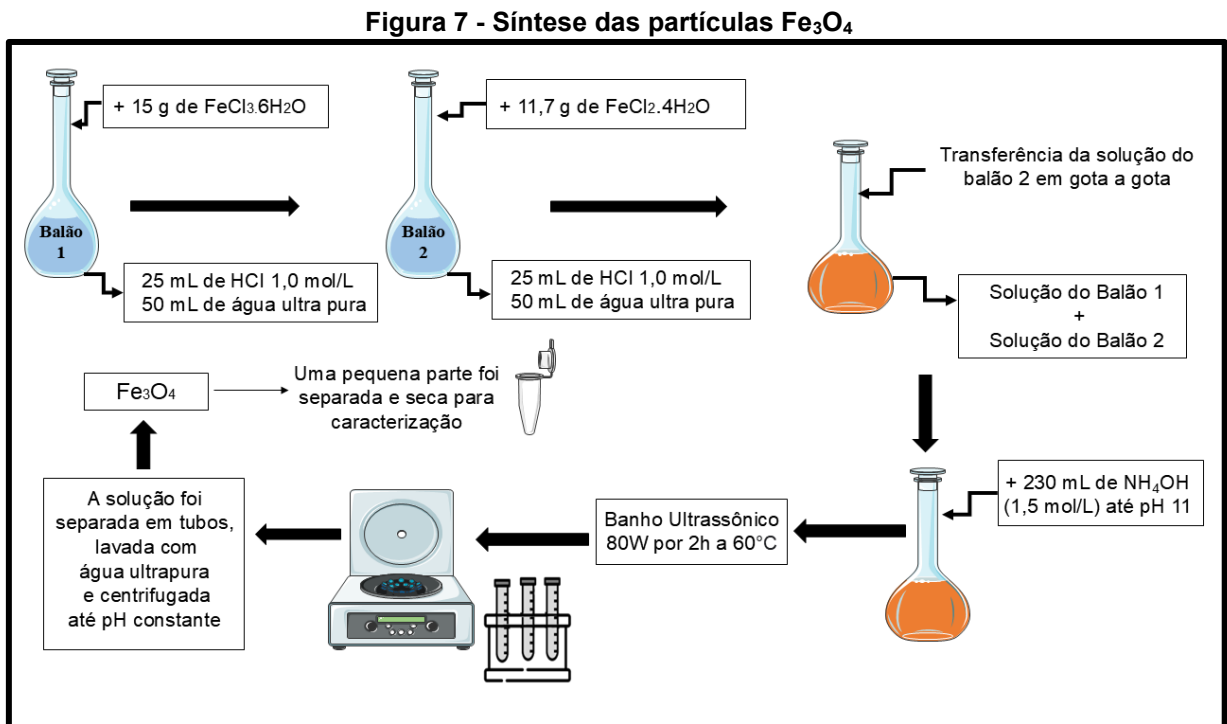 Figura 7 - Síntese das partículas Fe₃O₄
+ 15 g de FeCl₃.6H₂O
Balão
1
25 mL de HCl 1,0 mol/L
50 mL de água ultra pura
+ 11,7 g de FeCl₂.4H₂O
Balão
2
25 mL de HCl 1,0 mol/L
50 mL de água ultra pura
Transferência da solução do
balão 2 em gota a gota
Solução do Balão 1
+
Solução do Balão 2
+ 230 mL de NH₄OH
(1,5 mol/L) até pH 11
Banho Ultrassônico
80W por 2h a 60°C
A solução foi
separada em tubos,
lavada com
água ultrapura
e centrifugada
até pH constante
Fe₃O₄
Uma pequena parte foi
separada e seca para
caracterização